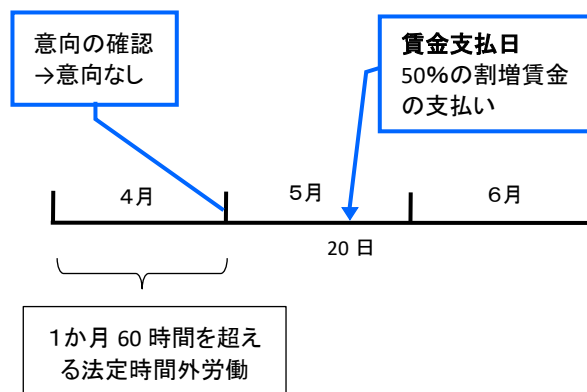 意向の確認
→意向なし
賃金支払日
50%の割増賃金
の支払い
4月
5月
6月
20 日
1か月 60 時間を超え
る法定時間外労働